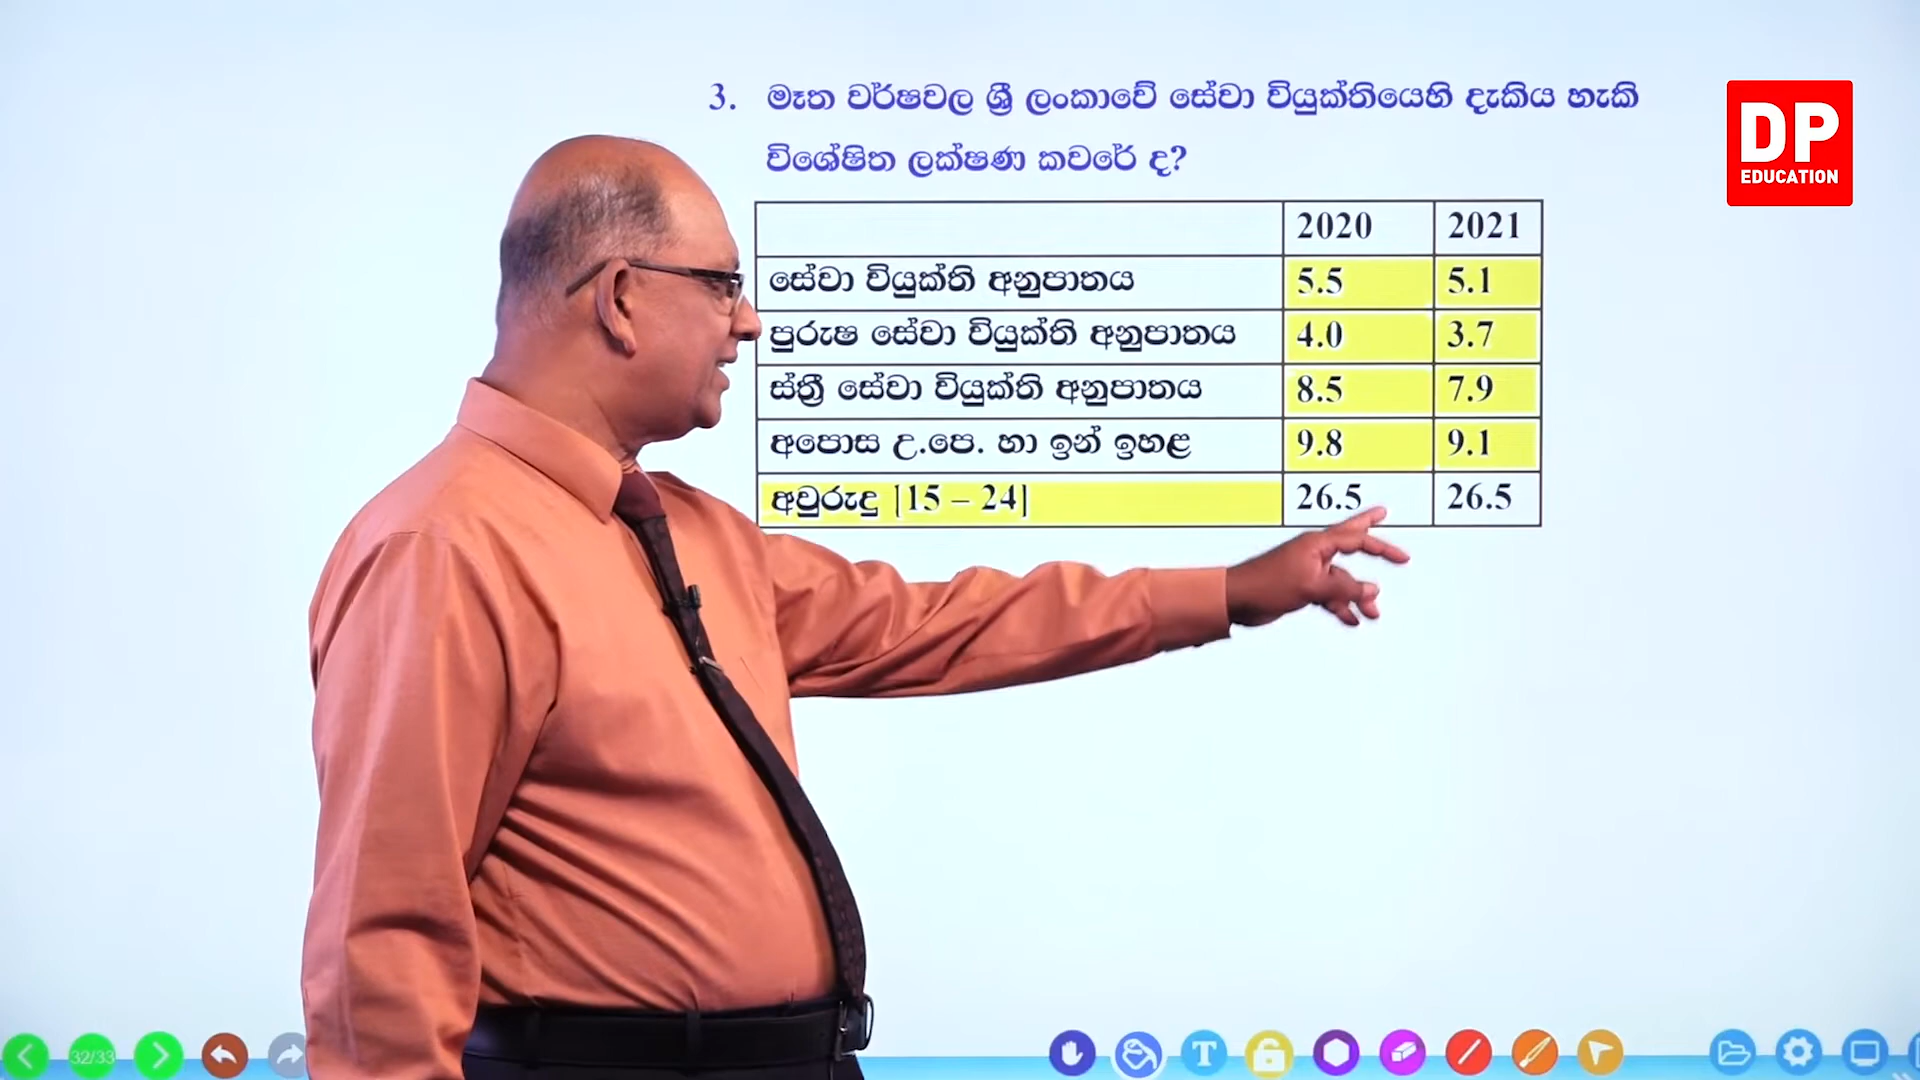 3. මෑත වර්ෂවල ශ්‍රී ලංකාවේ සේවා වියුක්තියෙහි දැකිය හැකි
විශේෂිත ලක්ෂණ කවරේ ද?
DP
EDUCATION
2020 2021
සේවා වියුක්ති අනුපාතය 5.5 5.1
පුරුෂ සේවා වියුක්ති අනුපාතය 4.0 3.7
ස්ත්‍රී සේවා වියුක්ති අනුපාතය 8.5 7.9
අපොස උ.පෙ. හා ඉන් ඉහළ 9.8 9.1
අවුරුදු [15 – 24] 26.5 26.5
32/33
T